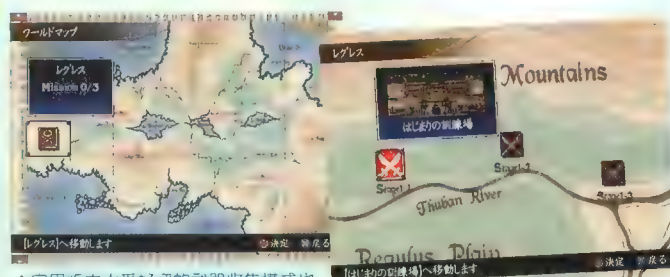 ワールドマップ
レグレス
Mission 0/3
【レグレス】へ移動します
決定
戻る
レグレス
Mountains
はじまりの訓練場
Stage1-1
Stage1-2
Stage1-3
Thuban River
Regulus Plain
【はじまりの訓練場】へ移動します
決定
戻る